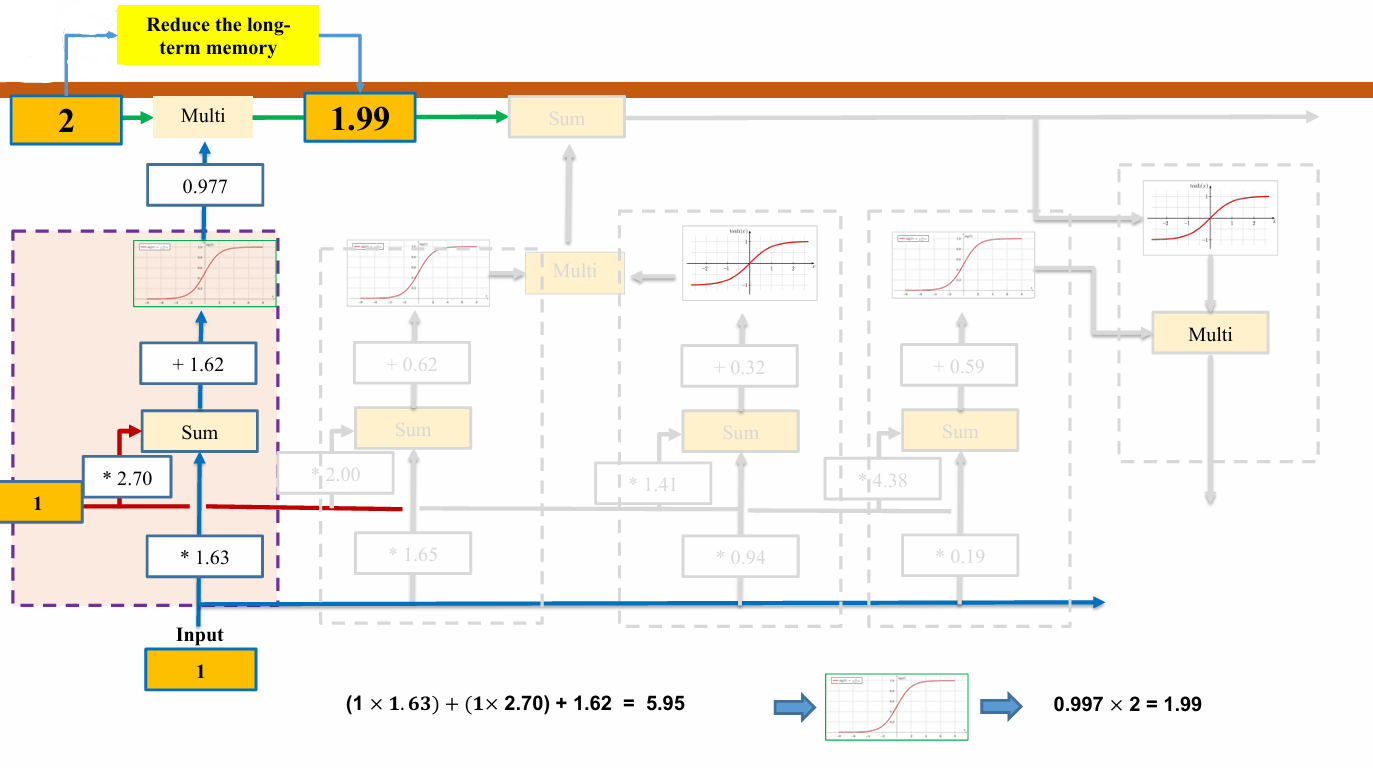 Reduce the long-
term memory
2
Multi
1.99
Sum
0.977
Multi
Multi
+ 1.62
+ 0.62
+ 0.32
+ 0.59
Sum
Sum
Sum
Sum
* 2.70
* 2.00
* 1.41
* 4.38
1
* 1.63
* 1.65
* 0.94
* 0.19
Input
1
(1 × 1.63) + (1× 2.70) + 1.62 = 5.95
0.997 × 2 = 1.99